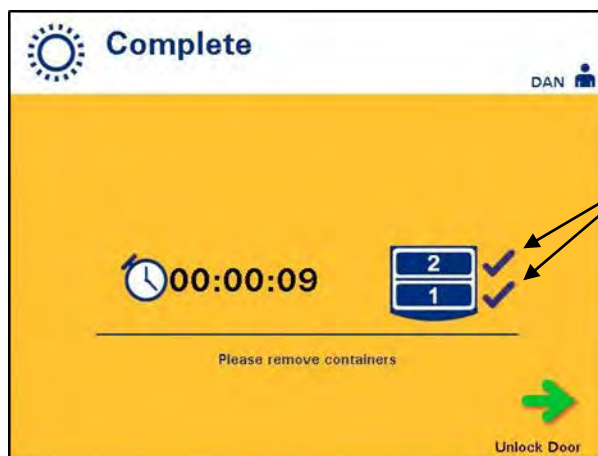 Complete
DAN
00:00:09
2
1
Please remove containers
Unlock Door